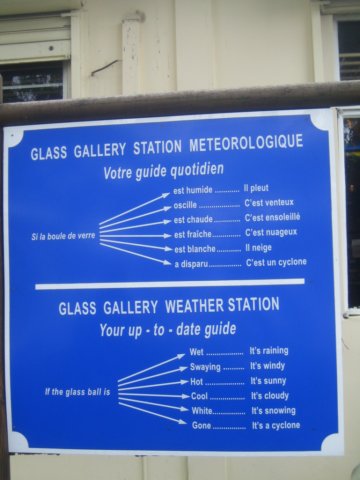 GLASS GALLERY STATION METEOROLOGIQUE
Votre guide quotidien
Si la boule de verre
est humide ............. Il pleut
oscille ..................... C'est venteux
est chaude............... C'est ensoleillé
est fraîche............... C'est nuageux
est blanche ............. Il neige
a disparu................. C'est un cyclone
GLASS GALLERY WEATHER STATION
Your up - to - date guide
If the glass ball is
Wet .................... It's raining
Swaying ............ It's windy
Hot .................... It's sunny
Cool .................. It's cloudy
White................. It's snowing
Gone ................. It's a cyclone